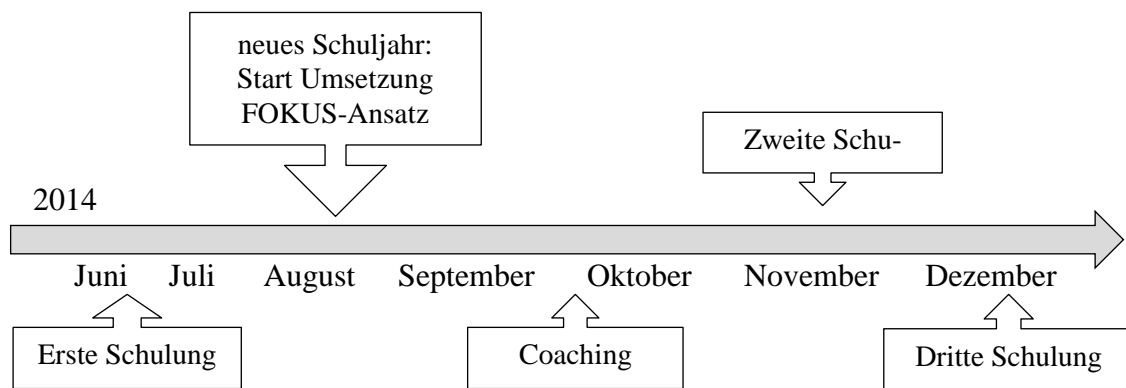 neues Schuljahr:
Start Umsetzung
FOKUS-Ansatz
Zweite Schu-
2014
Juni Juli August September Oktober November Dezember
Erste Schulung Coaching Dritte Schulung